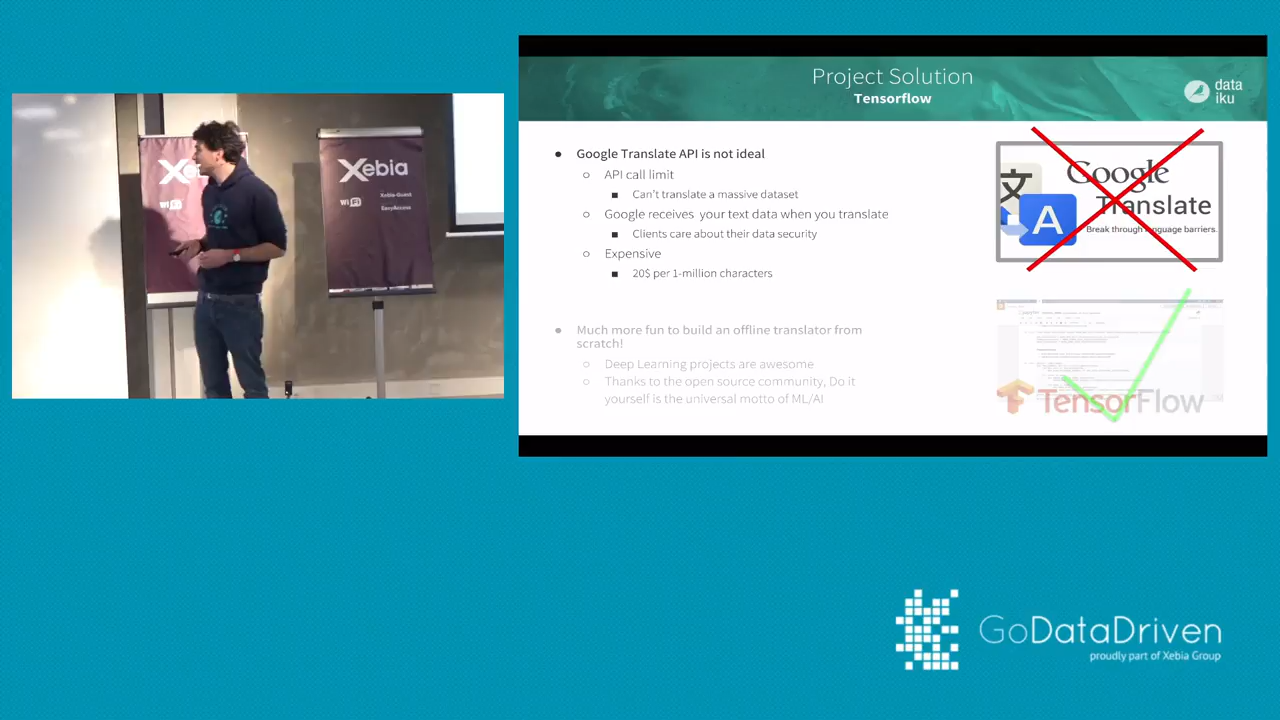 Xebia
WiFi
Xebia-Guest
EasyAccess
Project Solution
Tensorflow
data
iku
Google Translate API is not ideal
API call limit
Can't translate a massive dataset
Google receives your text data when you translate
Clients care about their data security
Expensive
20$ per 1-million characters
Much more fun to build an offline translator from
scratch!
Deep learning projects are awesome
Thanks to the open source community, Do it
yourself is the universal motto of ML/AI
Google
Translate
Break through language barriers.
文
A
TensorFlow
GoDataDriven
proudly part of Xebia Group